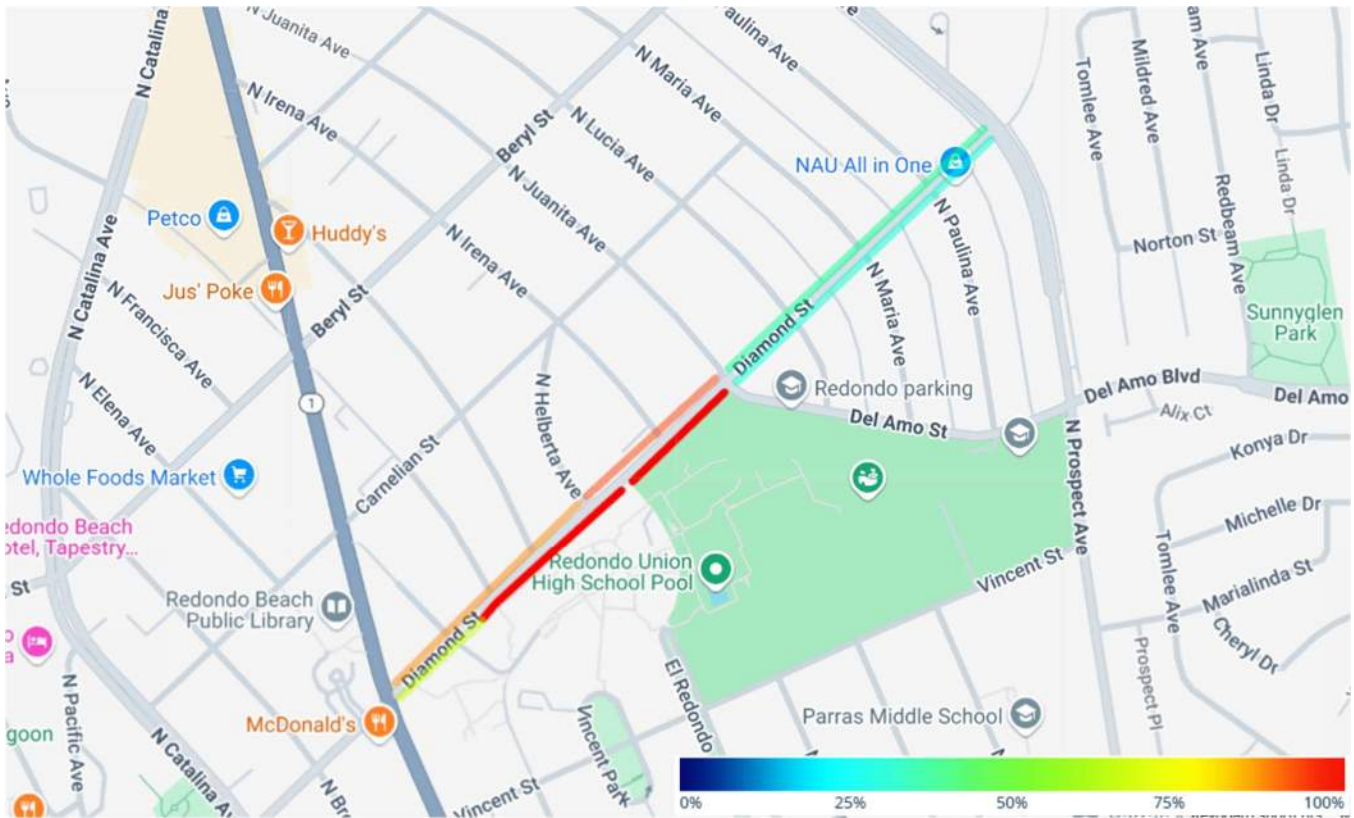 N Juanita Ave
Paulina Ave
N Catalina
N Maria Ave
N Irena Ave
Beryl St
N Lucia Ave
Tomlee Ave
Mildred Ave
am Ave
Linda Dr
Linda Dr
NAU All in One
Petco
Huddy's
N Juanita Ave
N Irena Ave
N Paulina Ave
Redbeam Ave
Norton St
N Catalina Ave
Jus' Poke
N Francisca Ave
Beryl St
N Maria Ave
Sunnyglen
Park
Diamond St
N Elena Ave
1
N Helberta Ave
Redondo parking
Del Amo Blvd
Del Amo
Alix Ct
Del Amo St
Carnelian St
Whole Foods Market
N Prospect Ave
Konya Dr
Michelle Dr
edondo Beach
otel, Tapestry...
St
Redondo Union
High School Pool
Vincent St
Tomlee Ave
Marialinda St
Redondo Beach
Public Library
Cheryl Dr
Diamond St
Prospect Pl
El Redondo
N Pacific Ave
McDonald's
Parras Middle School
goon
N Catalina Av
Vincent Park
N Br
Vincent St
0%
25%
50%
75%
100%